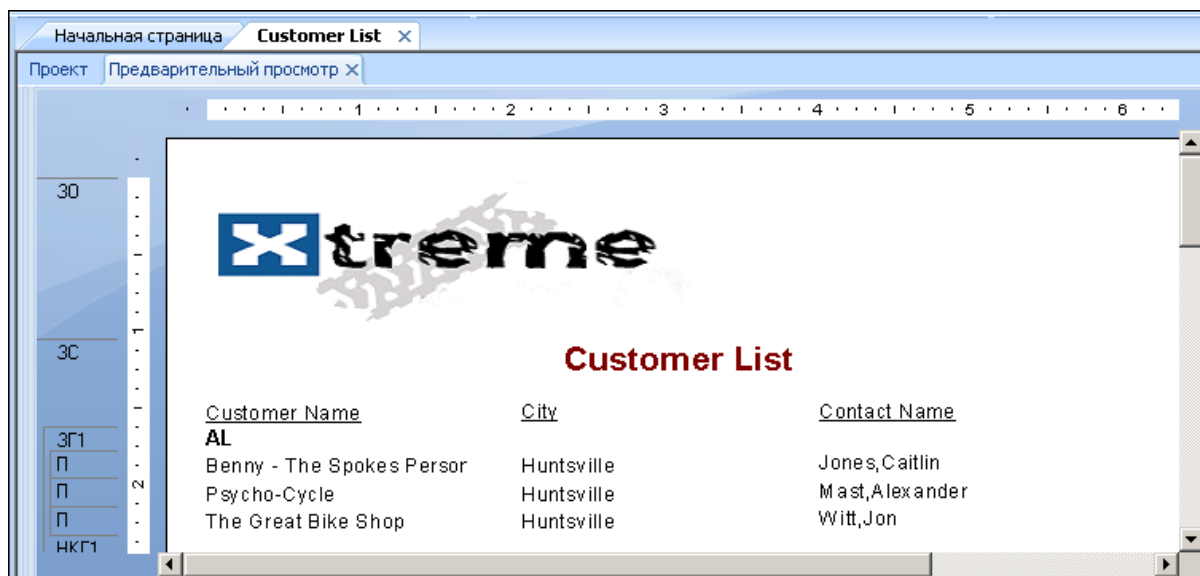 Начальная страница Customer List
Проект Предварительный просмотр
1 2 3 4 5 6
ЗО
Xtreme
1
ЗС
Customer List
Customer Name City Contact Name
ЗГ1 AL
П Benny - The Spokes Persor Huntsville Jones,Caitlin
2
П Psycho-Cycle Huntsville Mast,Alexander
П The Great Bike Shop Huntsville Witt,Jon
НКГ1